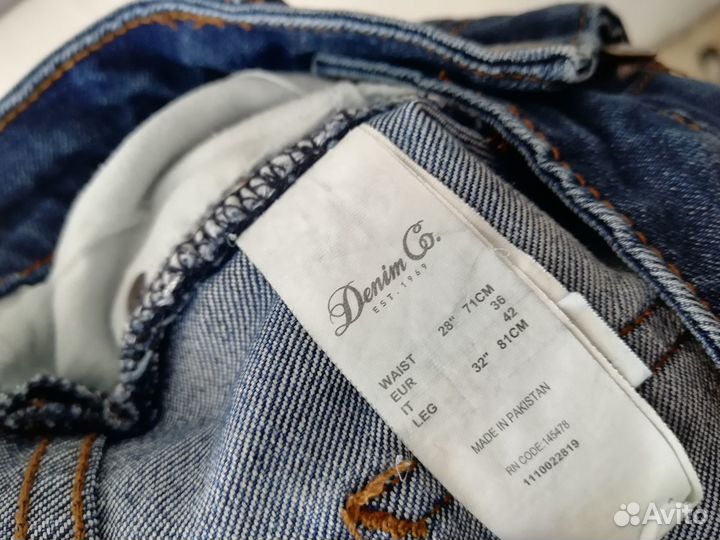 Denim Co.
EST. 1969
WAIST 28" 71CM
EUR 36
IT 42
LEG 32" 81CM
MADE IN PAKISTAN
RN CODE:145478
1110022819
Avito